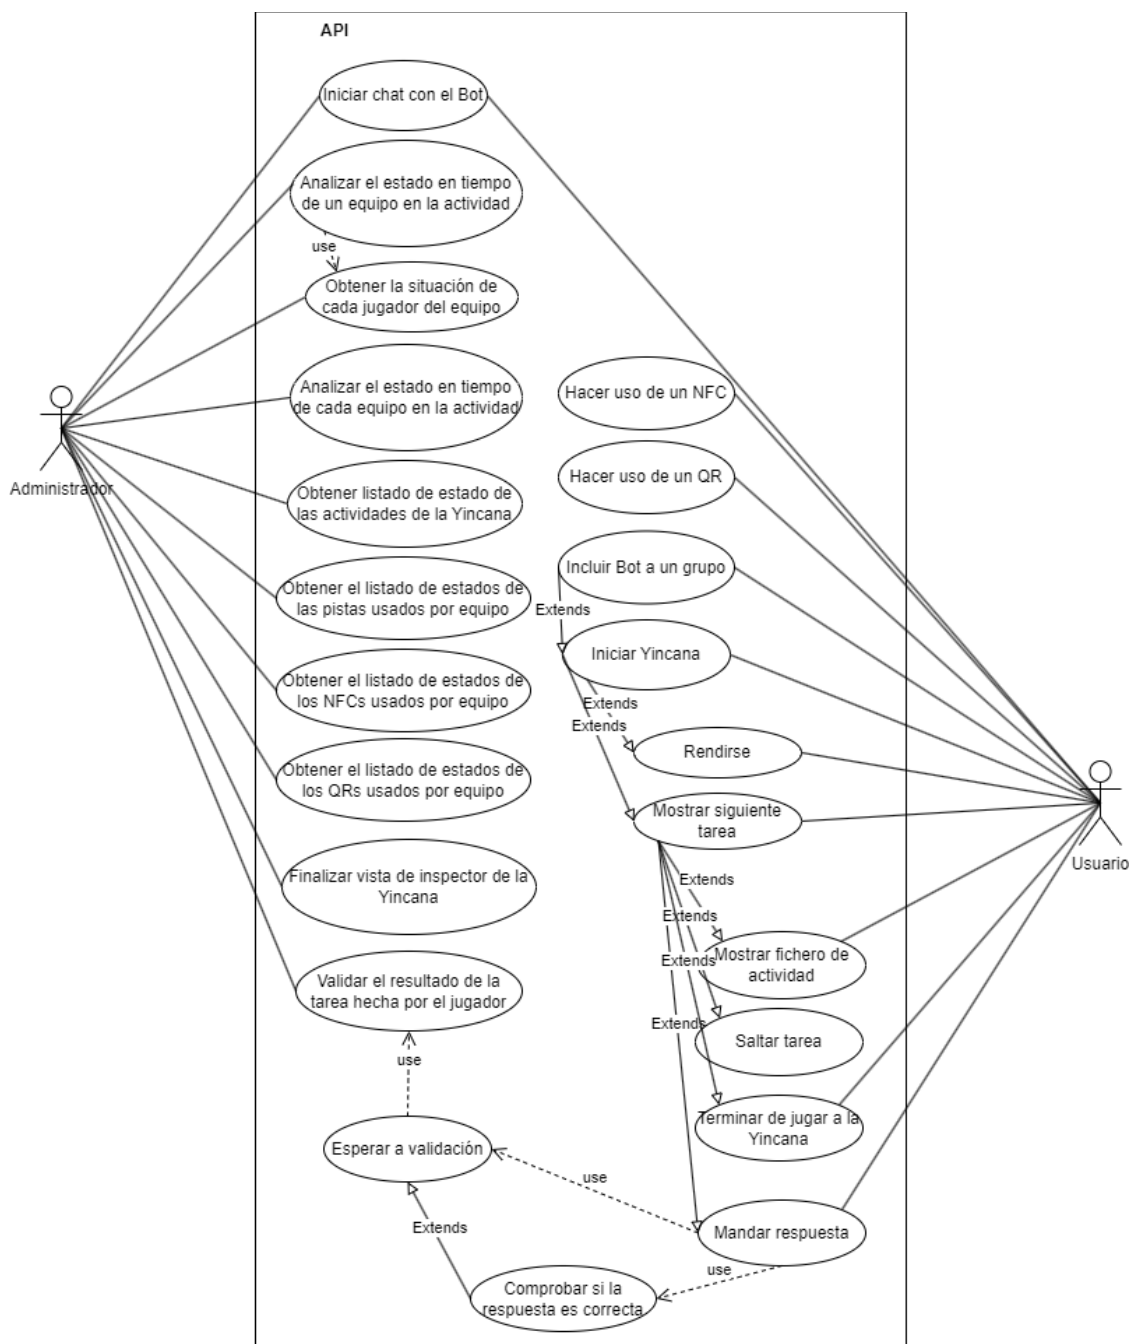 API
Iniciar chat con el Bot
Analizar el estado en tiempo
de un equipo en la actividad
use
Obtener la situación de
cada jugador del equipo
Analizar el estado en tiempo
de cada equipo en la actividad
Hacer uso de un NFC
Administrador
Obtener listado de estado de
las actividades de la Yincana
Hacer uso de un QR
Incluir Bot a un grupo
Obtener el listado de estados de
las pistas usados por equipo
Extends
Iniciar Yincana
Obtener el listado de estados de
los NFCs usados por equipo
Extends
Extends
Rendirse
Obtener el listado de estados de
los QRs usados por equipo
Mostrar siguiente
tarea
Usuario
Finalizar vista de inspector de la
Yincana
Extends
Extends
Mostrar fichero de
actividad
Extends
Validar el resultado de la
tarea hecha por el jugador
Extends
Saltar tarea
use
Terminar de jugar a la
Yincana
Esperar a validación
use
Mandar respuesta
Extends
use
Comprobar si la
respuesta es correcta